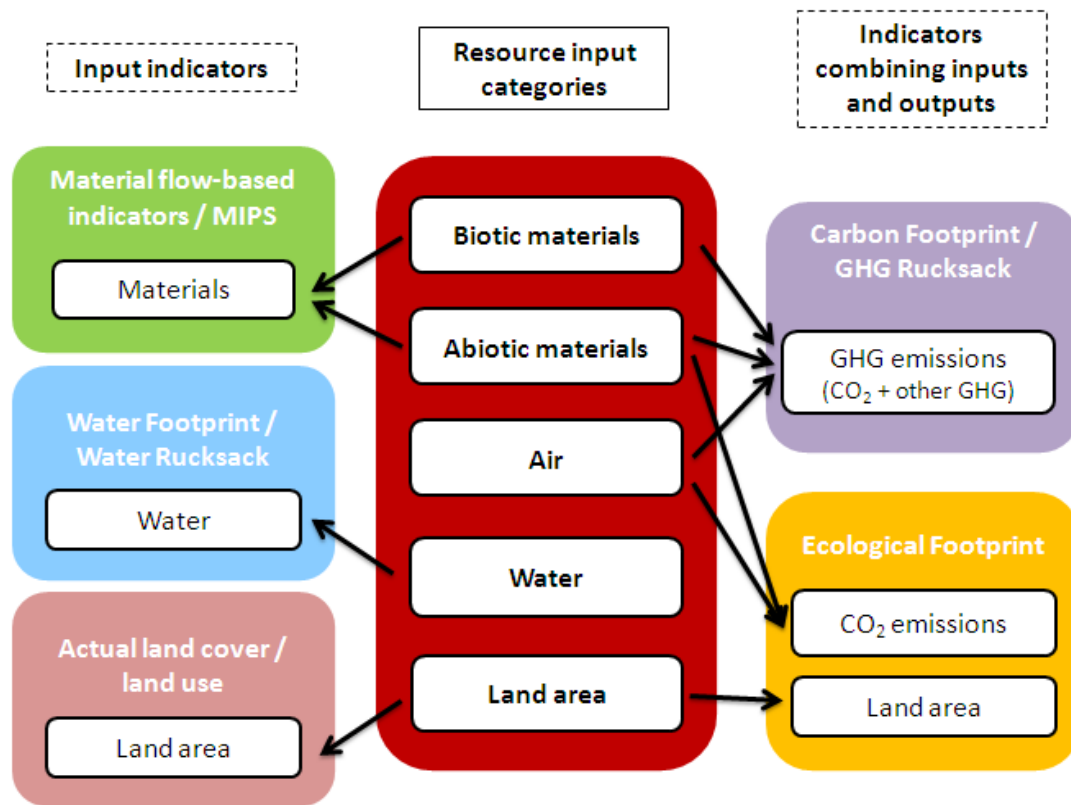 Input indicators
Resource input
categories
Indicators
combining inputs
and outputs
Material flow-based
indicators / MIPS
Materials
Water Footprint /
Water Rucksack
Water
Actual land cover /
land use
Land area
Biotic materials
Abiotic materials
Air
Water
Land area
Carbon Footprint /
GHG Rucksack
GHG emissions
(CO₂ + other GHG)
Ecological Footprint
CO₂ emissions
Land area